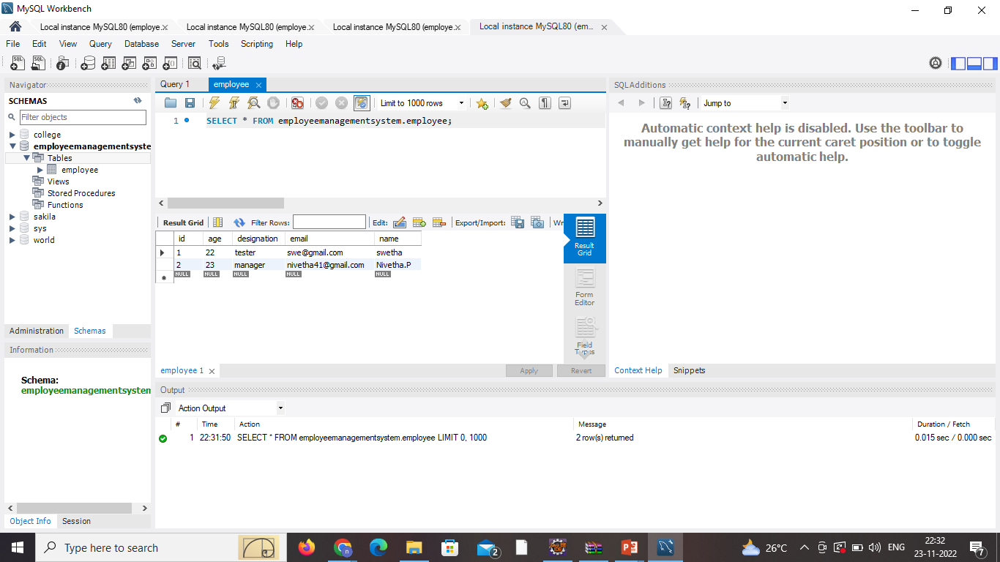 MySQL Workbench
Local instance MySQL80 (employe.
Local instance MySQL80 (employe.
Local instance MySQL80 (employe.
Local instance MySQL80 (em...
File Edit View Query Database Server Tools Scripting Help
Navigator
SCHEMAS
Filter objects
college
employeemanagementsyste
Tables
employee
Views
Stored Procedures
Functions
sakila
sys
world
Administration Schemas
Information
Schema:
employeemanagementsystem
Object Info Session
Query 1 employee
Limit to 1000 rows
1 SELECT * FROM employeemanagementsystem.employee;
Result Grid Filter Rows: Edit: Export/Import: Wr
id age designation email name
1 22 tester swe@gmail.com swetha
2 23 manager nivetha41@gmail.com Nivetha.P
NULL NULL NULL NULL NULL
Result
Grid
Form
Editor
Field
Types
employee 1 Apply Revert
SQLAdditions
Jump to
Automatic context help is disabled. Use the toolbar to
manually get help for the current caret position or to toggle
automatic help.
Context Help Snippets
Output
Action Output
# Time Action Message Duration / Fetch
1 22:31:50 SELECT * FROM employeemanagementsystem.employee LIMIT 0, 1000 2 row(s) returned 0.015 sec / 0.000 sec
Type here to search
2
26°C
ENG
22:32
23-11-2022
7